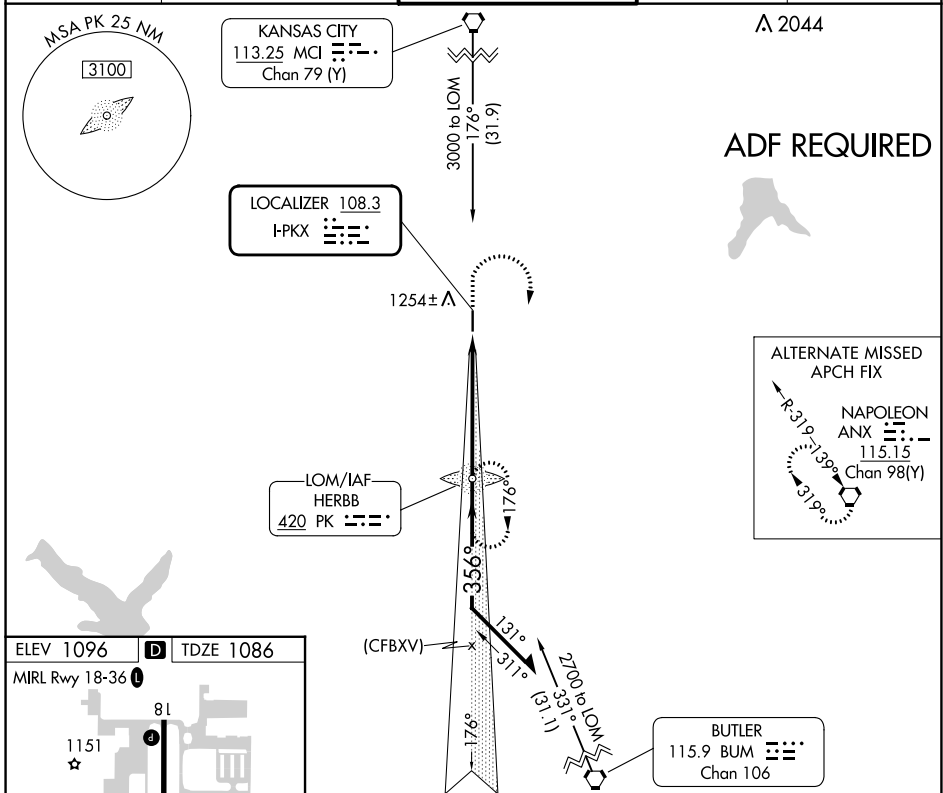 MSA PK 25 NM
3100
KANSAS CITY
113.25 MCI
Chan 79 (Y)
3000 to LOM
176°
(31.9)
2044
ADF REQUIRED
LOCALIZER 108.3
I-PKX
1254±
ALTERNATE MISSED
APCH FIX
R-319
139°
319°
NAPOLEON
ANX
115.15
Chan 98(Y)
LOM/IAF
HERBB
420 PK
176°
356°
(CFBXV)
x
131°
311°
176°
2700 to LOM
331°
(31.1)
BUTLER
115.9 BUM
Chan 106
ELEV 1096 D TDZE 1086
MIRL Rwy 18-36 L
18
P
1151